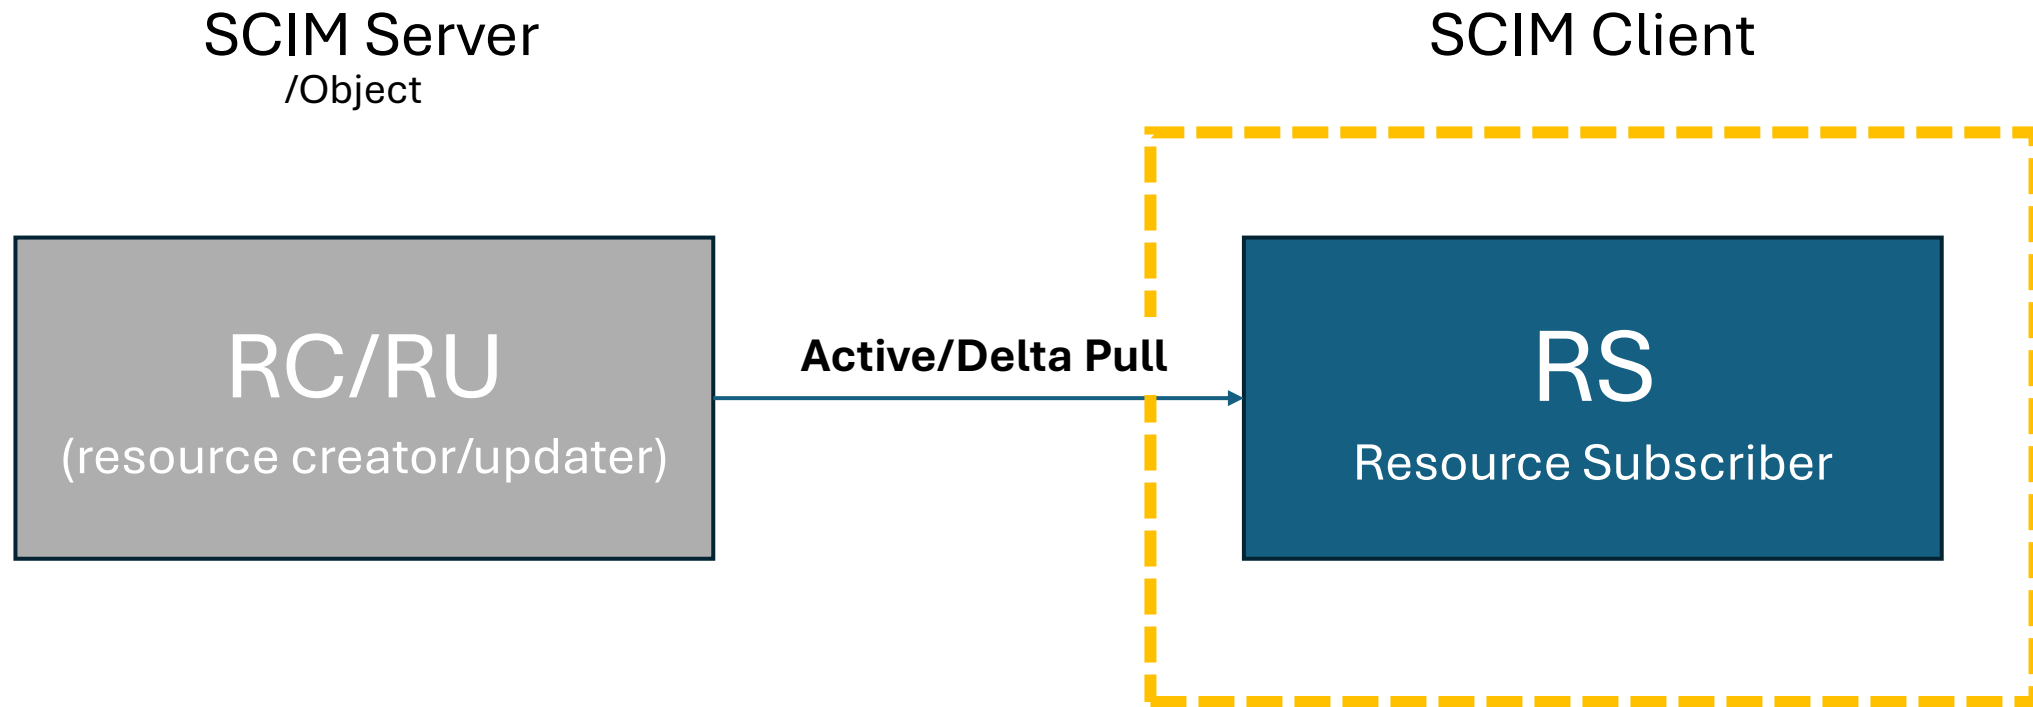 SCIM Server
/Object
SCIM Client
RC/RU
(resource creator/updater)
Active/Delta Pull
RS
Resource Subscriber